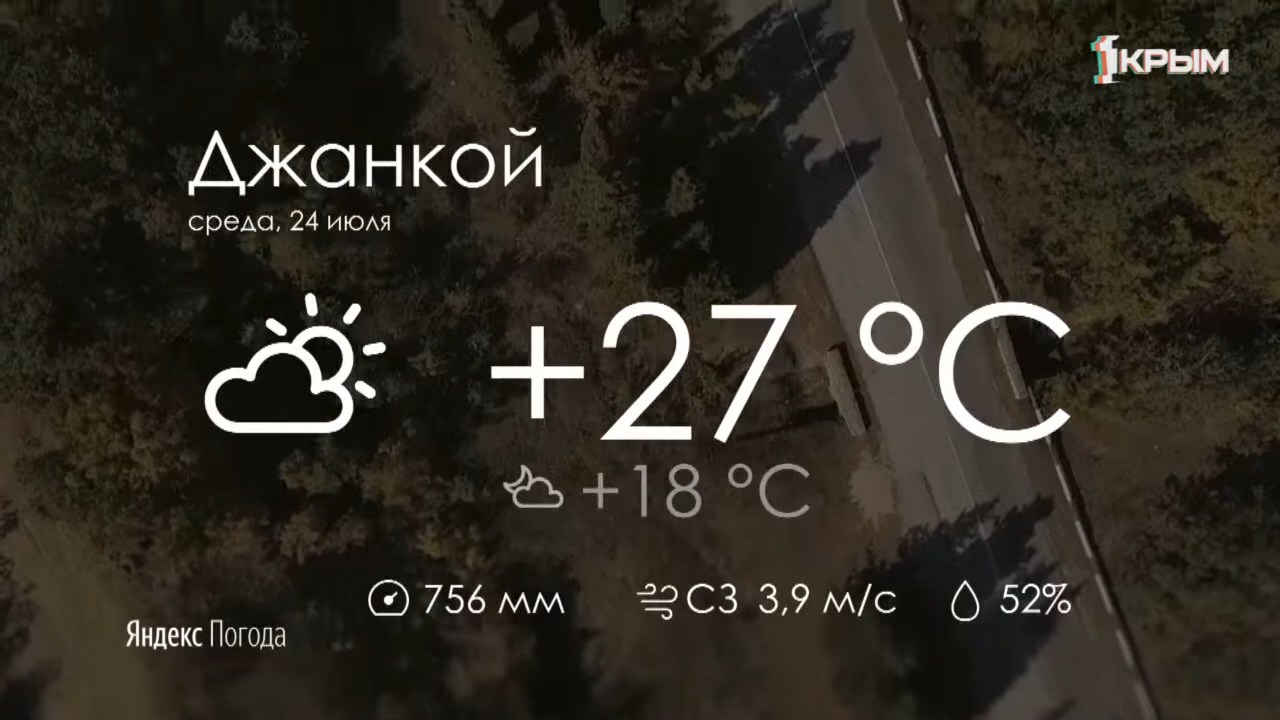 1КРЫМ
Джанкой
среда, 24 июля
+27 °C
+18 °C
756 мм СЗ 3,9 м/с 52%
Яндекс Погода